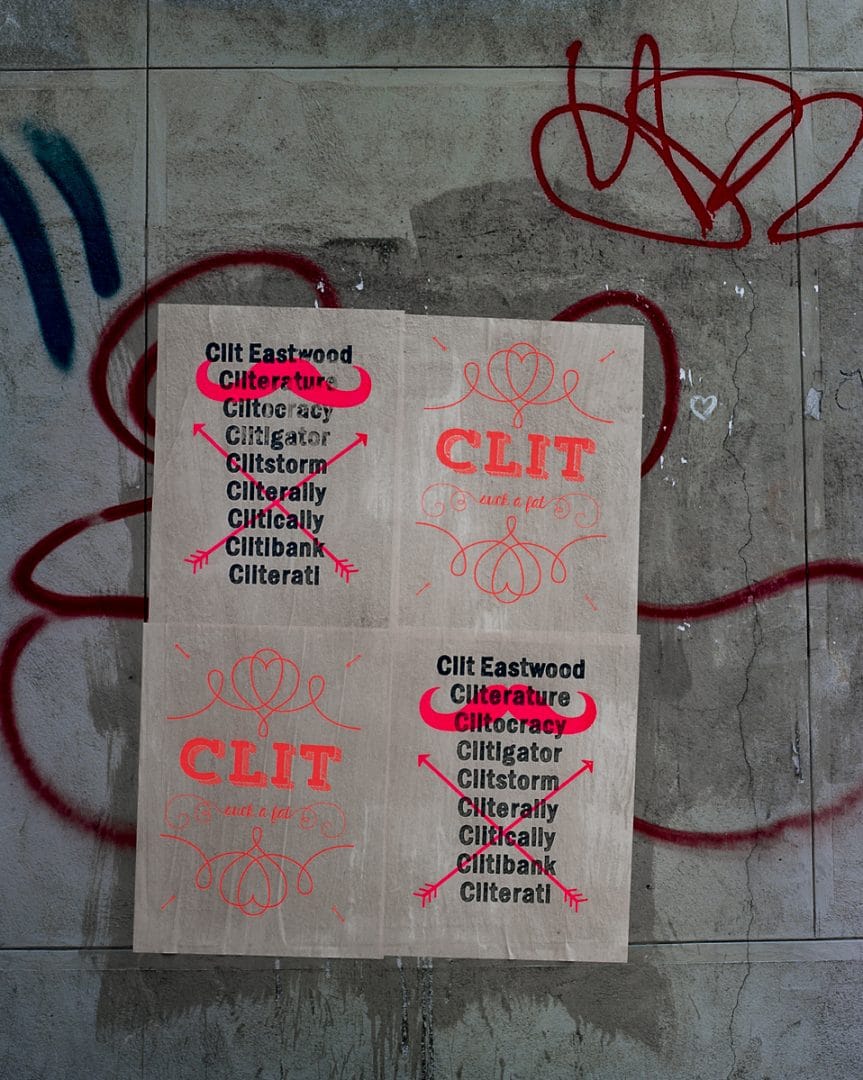 Clit Eastwood
Cliterature
Clitocracy
Clitigator
Clitstorm
Cliterally
Clitically
Clitibank
Cliterati
CLIT
suck a fat
CLIT
suck a fat
Clit Eastwood
Cliterature
Clitocracy
Clitigator
Clitstorm
Cliterally
Clitically
Clitibank
Cliterati